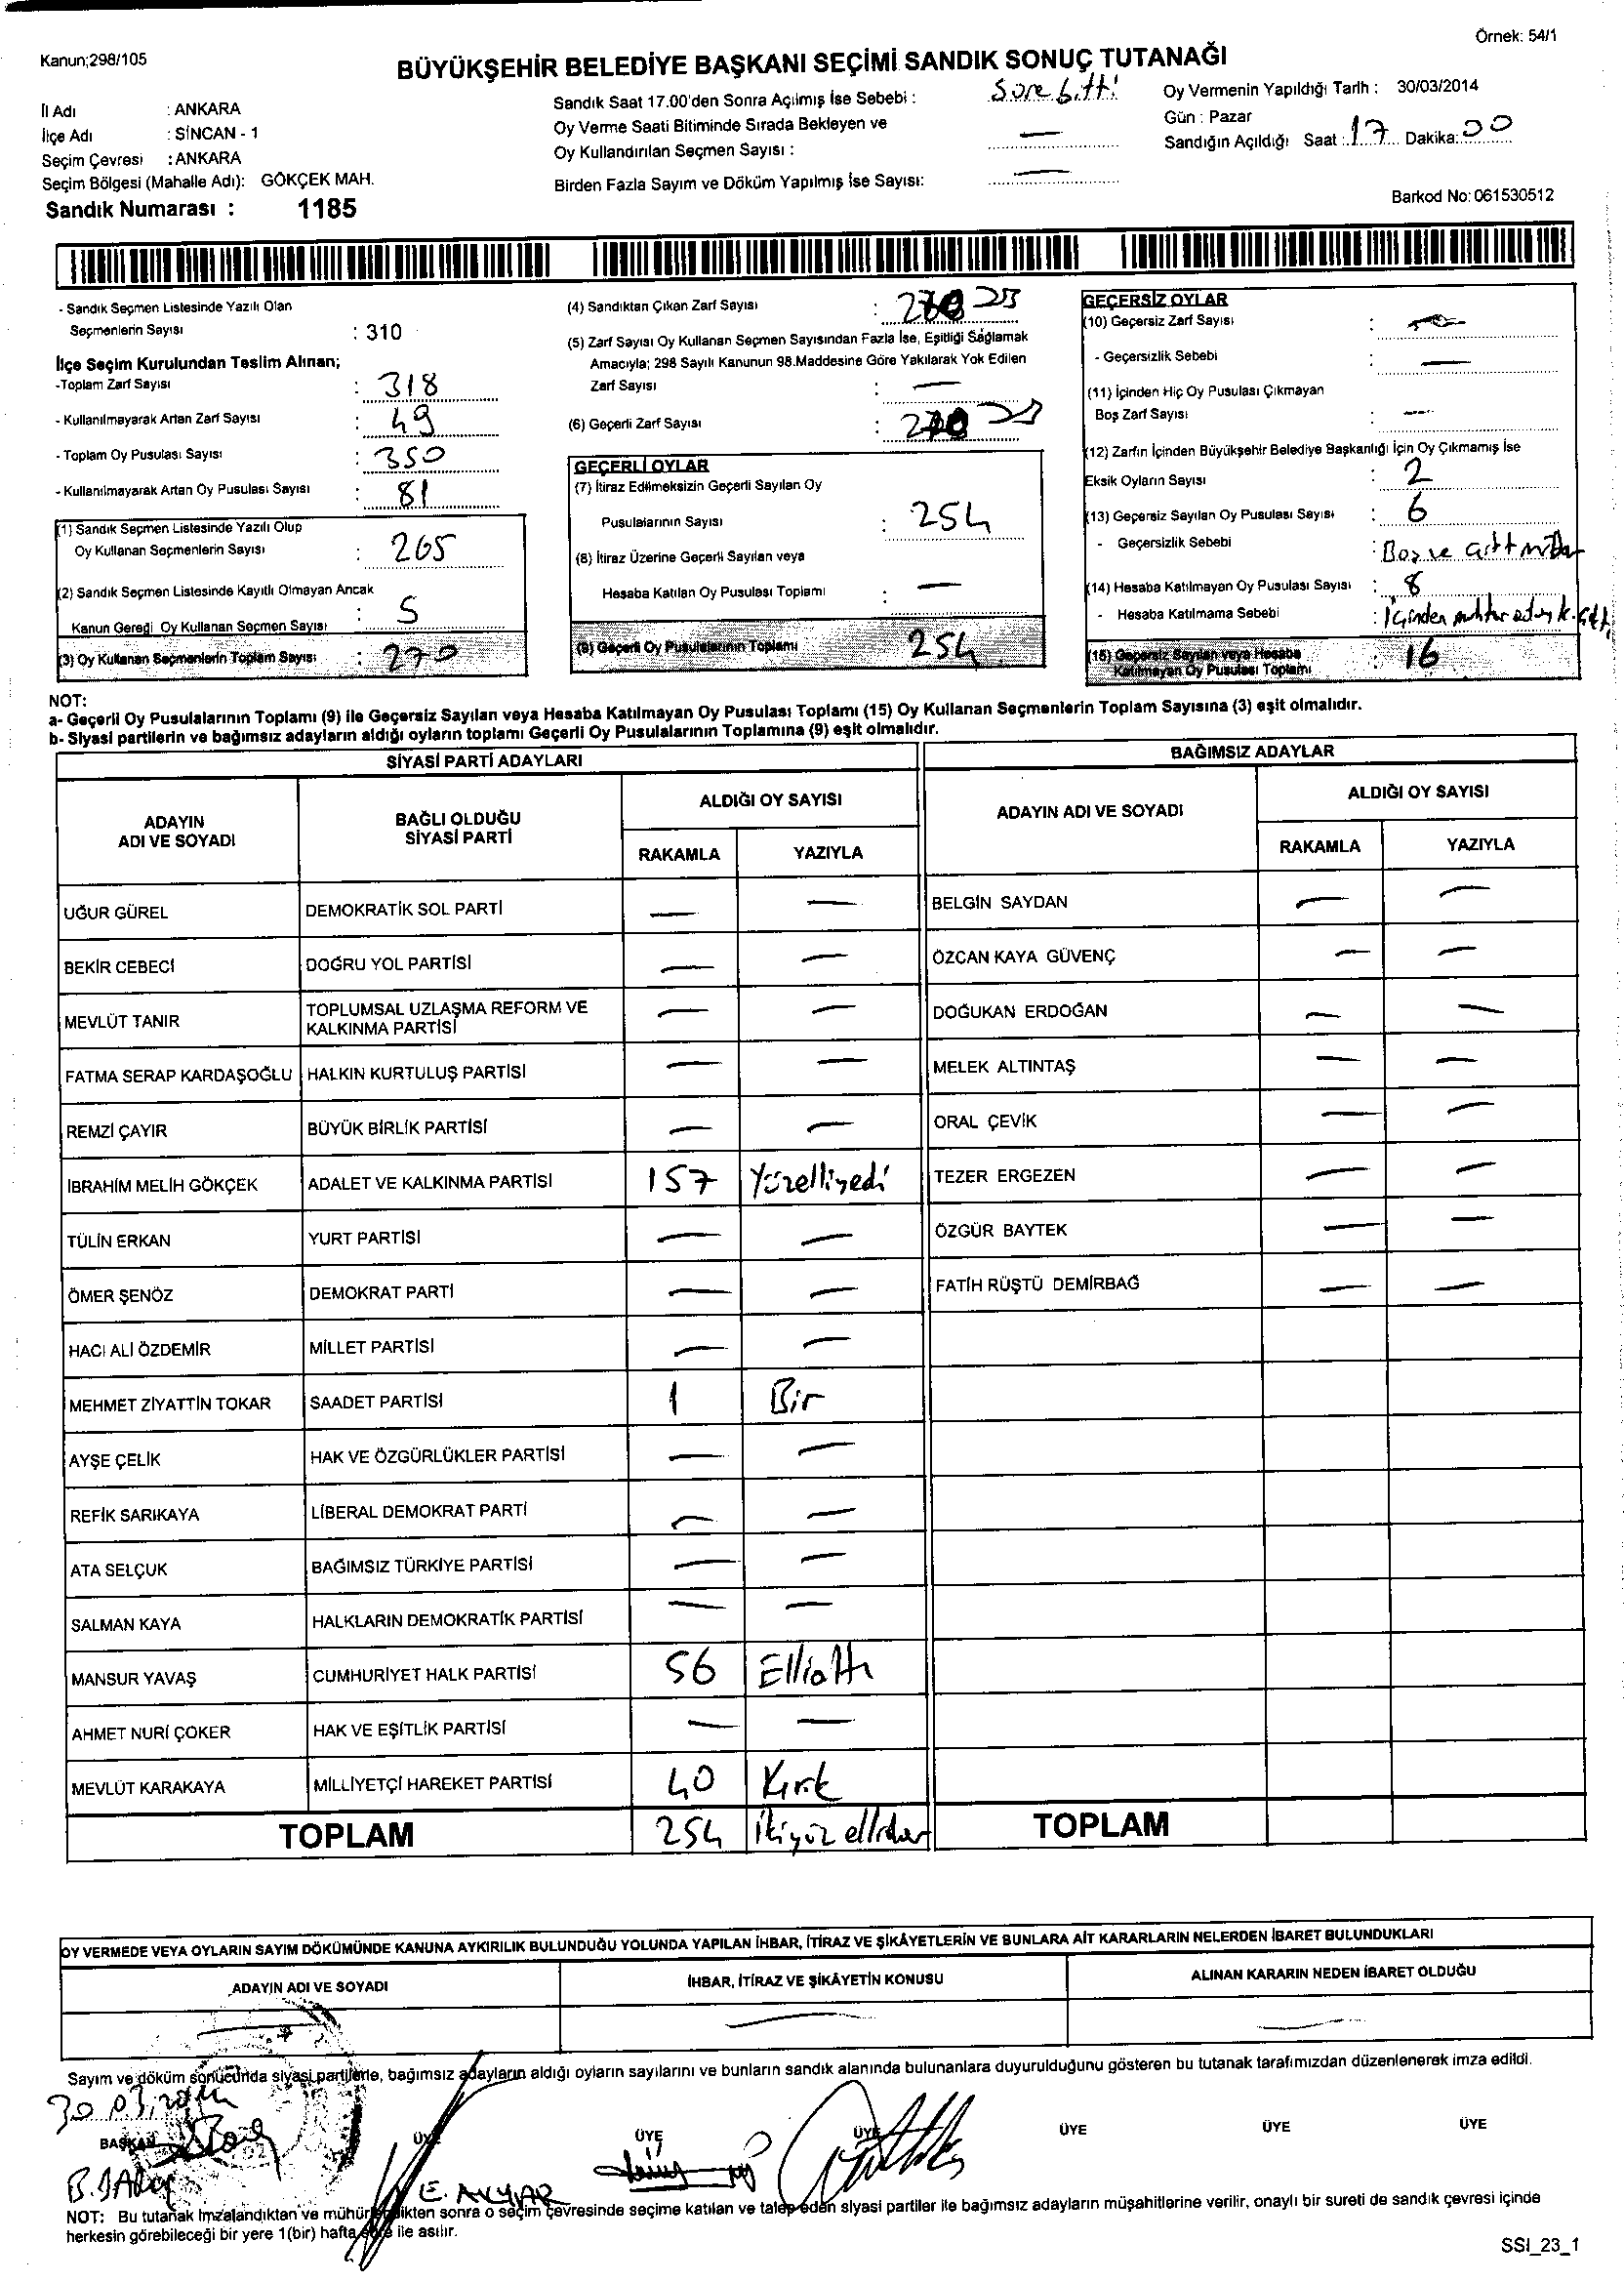 Örnek: 54/1
Kanun;298/105
BÜYÜKŞEHİR BELEDİYE BAŞKANI SEÇİMİ SANDIK SONUÇ TUTANAĞI
İl Adı : ANKARA
İlçe Adı : SİNCAN - 1
Seçim Çevresi : ANKARA
Seçim Bölgesi (Mahalle Adı): GÖKÇEK MAH.
Sandık Numarası : 1185
Sandık Saat 17.00'den Sonra Açılmış İse Sebebi : Süre bitti
Oy Verme Saati Bitiminde Sırada Bekleyen ve
Oy Kullandırılan Seçmen Sayısı : —
Birden Fazla Sayım ve Döküm Yapılmış İse Sayısı: —
Oy Vermenin Yapıldığı Tarih : 30/03/2014
Gün : Pazar
Sandığın Açıldığı Saat : 17 Dakika: 00
Barkod No: 061530512
- Sandık Seçmen Listesinde Yazılı Olan
Seçmenlerin Sayısı : 310
İlçe Seçim Kurulundan Teslim Alınan;
-Toplam Zarf Sayısı : 318
- Kullanılmayarak Artan Zarf Sayısı : 49
- Toplam Oy Pusulası Sayısı : 350
- Kullanılmayarak Artan Oy Pusulası Sayısı : 81
(1) Sandık Seçmen Listesinde Yazılı Olup
Oy Kullanan Seçmenlerin Sayısı : 265
(2) Sandık Seçmen Listesinde Kayıtlı Olmayan Ancak
Kanun Gereği Oy Kullanan Seçmen Sayısı : 5
(3) Oy Kullanan Seçmenlerin Toplam Sayısı : 270
(4) Sandıktan Çıkan Zarf Sayısı :
(5) Zarf Sayısı Oy Kullanan Seçmen Sayısından Fazla İse, Eşitliği Sağlamak
Amacıyla; 298 Sayılı Kanunun 98.Maddesine Göre Yakılarak Yok Edilen
Zarf Sayısı : —
(6) Geçerli Zarf Sayısı :
GEÇERLİ OYLAR
(7) İtiraz Edilmeksizin Geçerli Sayılan Oy
Pusulalarının Sayısı : 254
(8) İtiraz Üzerine Geçerli Sayılan veya
Hesaba Katılan Oy Pusulası Toplamı : —
(9) Geçerli Oy Pusulalarının Toplamı 254
GEÇERSİZ OYLAR
(10) Geçersiz Zarf Sayısı :
- Geçersizlik Sebebi : —
(11) İçinden Hiç Oy Pusulası Çıkmayan
Boş Zarf Sayısı : —
(12) Zarfın İçinden Büyükşehir Belediye Başkanlığı İçin Oy Çıkmamış İse
Eksik Oyların Sayısı : 2
(13) Geçersiz Sayılan Oy Pusulası Sayısı : 6
- Geçersizlik Sebebi : Boş ve
(14) Hesaba Katılmayan Oy Pusulası Sayısı : 8
- Hesaba Katılmama Sebebi : İçinden muhtar
(15) Geçersiz Sayılan veya Hesaba
Katılmayan Oy Pusulası Toplamı : 16
NOT:
a- Geçerli Oy Pusulalarının Toplamı (9) ile Geçersiz Sayılan veya Hesaba Katılmayan Oy Pusulası Toplamı (15) Oy Kullanan Seçmenlerin Toplam Sayısına (3) eşit olmalıdır.
b- Siyasi partilerin ve bağımsız adayların aldığı oyların toplamı Geçerli Oy Pusulalarının Toplamına (9) eşit olmalıdır.
SİYASİ PARTİ ADAYLARI
ADAYIN ADI VE SOYADI BAĞLI OLDUĞU SİYASİ PARTİ ALDIĞI OY SAYISI
RAKAMLA YAZIYLA
UĞUR GÜREL DEMOKRATİK SOL PARTİ — —
BEKİR CEBECİ DOĞRU YOL PARTİSİ — —
MEVLÜT TANIR TOPLUMSAL UZLAŞMA REFORM VE KALKINMA PARTİSİ — —
FATMA SERAP KARDAŞOĞLU HALKIN KURTULUŞ PARTİSİ — —
REMZİ ÇAYIR BÜYÜK BİRLİK PARTİSİ — —
İBRAHİM MELİH GÖKÇEK ADALET VE KALKINMA PARTİSİ 157 Yüzelliyedi
TÜLİN ERKAN YURT PARTİSİ — —
ÖMER ŞENÖZ DEMOKRAT PARTİ — —
HACI ALİ ÖZDEMİR MİLLET PARTİSİ — —
MEHMET ZİYATTİN TOKAR SAADET PARTİSİ 1 Bir
AYŞE ÇELİK HAK VE ÖZGÜRLÜKLER PARTİSİ — —
REFİK SARIKAYA LİBERAL DEMOKRAT PARTİ — —
ATA SELÇUK BAĞIMSIZ TÜRKİYE PARTİSİ — —
SALMAN KAYA HALKLARIN DEMOKRATİK PARTİSİ — —
MANSUR YAVAŞ CUMHURİYET HALK PARTİSİ 56 Ellialtı
AHMET NURİ ÇOKER HAK VE EŞİTLİK PARTİSİ — —
MEVLÜT KARAKAYA MİLLİYETÇİ HAREKET PARTİSİ 40 Kırk
TOPLAM 254 İkiyüz ellidört
BAĞIMSIZ ADAYLAR
ADAYIN ADI VE SOYADI ALDIĞI OY SAYISI
RAKAMLA YAZIYLA
BELGİN SAYDAN — —
ÖZCAN KAYA GÜVENÇ — —
DOĞUKAN ERDOĞAN — —
MELEK ALTINTAŞ — —
ORAL ÇEVİK — —
TEZER ERGEZEN — —
ÖZGÜR BAYTEK — —
FATİH RÜŞTÜ DEMİRBAĞ — —
TOPLAM
OY VERMEDE VEYA OYLARIN SAYIM DÖKÜMÜNDE KANUNA AYKIRILIK BULUNDUĞU YOLUNDA YAPILAN İHBAR, İTİRAZ VE ŞİKÂYETLERİN VE BUNLARA AİT KARARLARIN NELERDEN İBARET BULUNDUKLARI
ADAYIN ADI VE SOYADI İHBAR, İTİRAZ VE ŞİKÂYETİN KONUSU ALINAN KARARIN NEDEN İBARET OLDUĞU
— — —
Sayım ve döküm sonucunda siyasi partilerle, bağımsız adayların aldığı oyların sayılarını ve bunların sandık alanında bulunanlara duyurulduğunu gösteren bu tutanak tarafımızdan düzenlenerek imza edildi.
30.03.2014
BAŞKAN ÜYE ÜYE ÜYE ÜYE ÜYE ÜYE
NOT: Bu tutanak İmzalandıktan ve mühürlendikten sonra o seçim çevresinde seçime katılan ve talep eden siyasi partiler ile bağımsız adayların müşahitlerine verilir, onaylı bir sureti de sandık çevresi içinde
herkesin görebileceği bir yere 1(bir) hafta süre ile asılır.
SSI_23_1